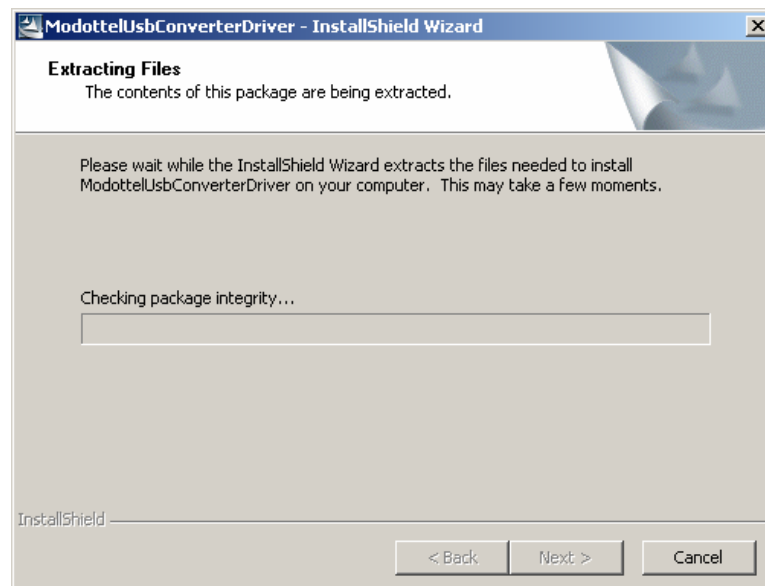 ModottelUsbConverterDriver - InstallShield Wizard
Extracting Files
The contents of this package are being extracted.
Please wait while the InstallShield Wizard extracts the files needed to install
ModottelUsbConverterDriver on your computer.  This may take a few moments.
Checking package integrity...
InstallShield
< Back
Next >
Cancel